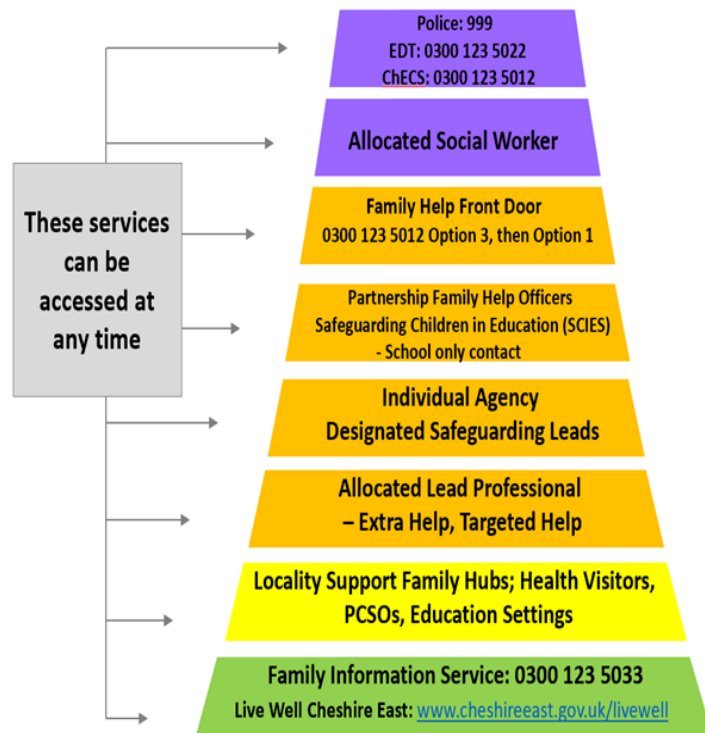 Police: 999
EDT: 0300 123 5022
ChECS: 0300 123 5012
Allocated Social Worker
These services
can be
accessed at
any time
Family Help Front Door
0300 123 5012 Option 3, then Option 1
Partnership Family Help Officers
Safeguarding Children in Education (SCIES)
- School only contact
Individual Agency
Designated Safeguarding Leads
Allocated Lead Professional
– Extra Help, Targeted Help
Locality Support Family Hubs; Health Visitors,
PCSOs, Education Settings
Family Information Service: 0300 123 5033
Live Well Cheshire East: www.cheshireeast.gov.uk/livewell